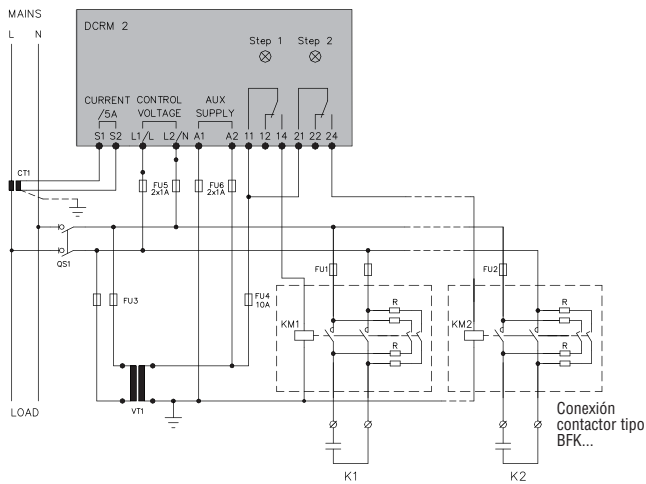 MAINS
L N
DCRM 2
Step 1 Step 2
CURRENT CONTROL AUX
/5A VOLTAGE SUPPLY
S1 S2 L1/L L2/N A1 A2 11 12 14 21 22 24
CT1
FU5 FU6
2x1A 2x1A
QS1
FU1 FU2
FU3 FU4
10A
R R
KM1 KM2
R R
VT1
LOAD
Conexión
contactor tipo
BFK...
K1 K2